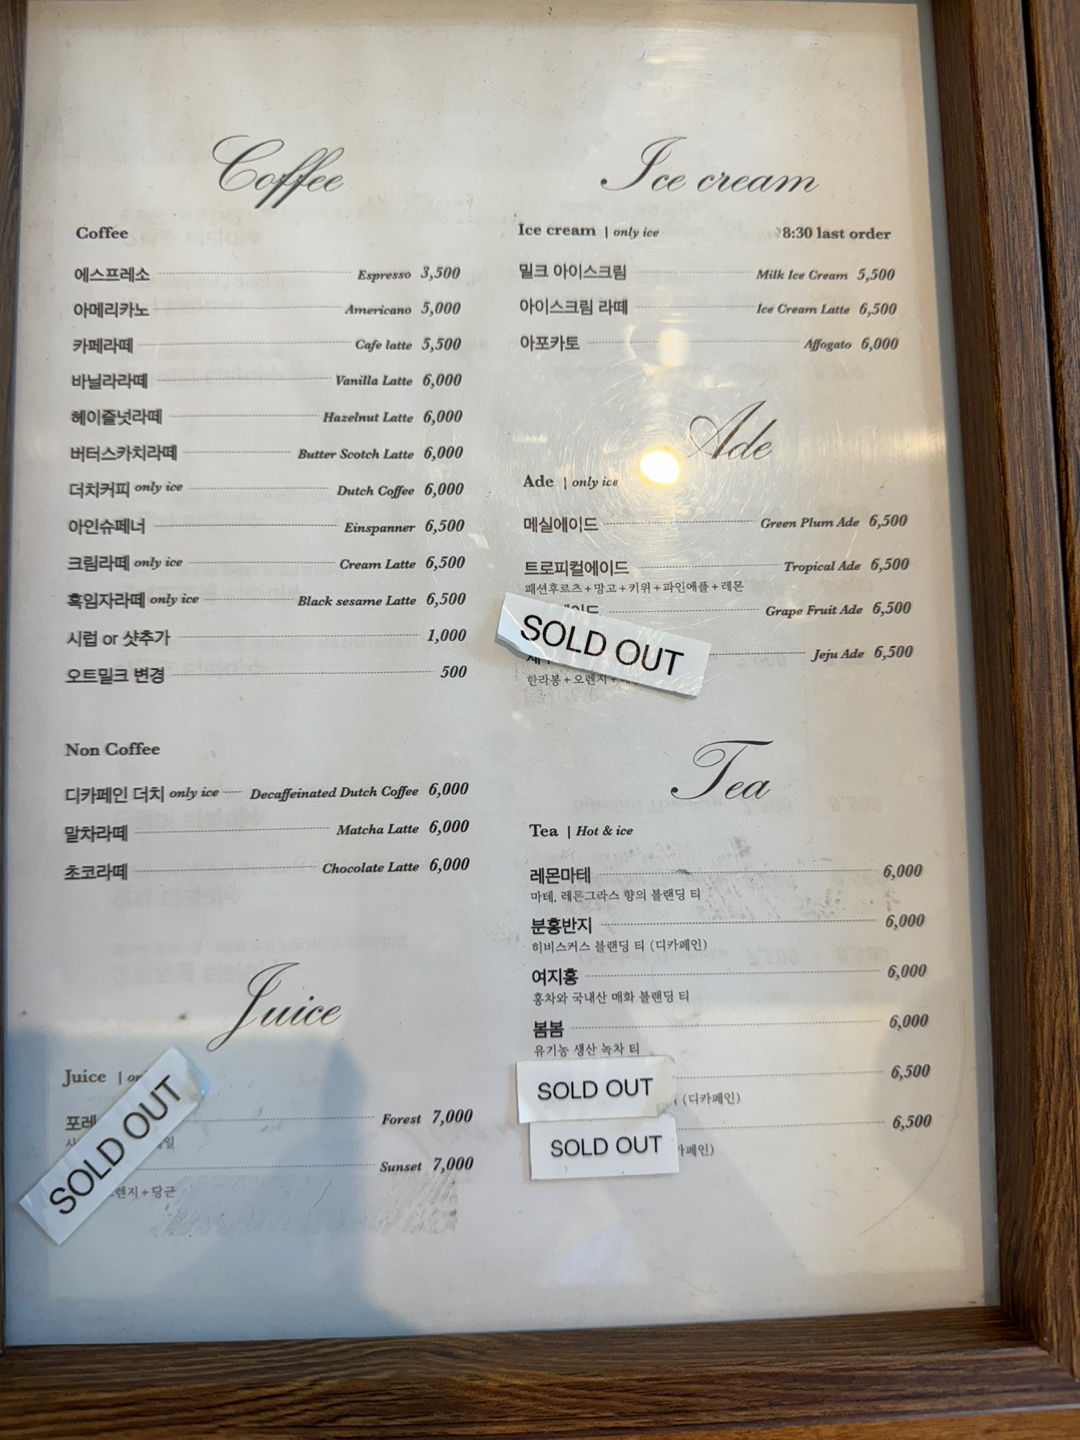 Coffee
Coffee
에스프레소 Espresso 3,500
아메리카노 Americano 5,000
카페라떼 Cafe latte 5,500
바닐라라떼 Vanilla Latte 6,000
헤이즐넛라떼 Hazelnut Latte 6,000
버터스카치라떼 Butter Scotch Latte 6,000
더치커피 only ice Dutch Coffee 6,000
아인슈페너 Einspanner 6,500
크림라떼 only ice Cream Latte 6,500
흑임자라떼 only ice Black sesame Latte 6,500
시럽 or 샷추가 1,000
오트밀크 변경 500
Non Coffee
디카페인 더치 only ice Decaffeinated Dutch Coffee 6,000
말차라떼 Matcha Latte 6,000
초코라떼 Chocolate Latte 6,000
Juice
Juice |
SOLD OUT
Forest 7,000
Sunset 7,000
+당근
Ice cream
Ice cream | only ice 8:30 last order
밀크 아이스크림 Milk Ice Cream 5,500
아이스크림 라떼 Ice Cream Latte 6,500
아포카토 Affogato 6,000
Ade
Ade | only ice
메실에이드 Green Plum Ade 6,500
트로피컬에이드 Tropical Ade 6,500
패션후르츠+망고+키위+파인애플+레몬
Grape Fruit Ade 6,500
SOLD OUT
Jeju Ade 6,500
한라봉+오렌지+
Tea
Tea | Hot & ice
레몬마테 6,000
마테, 레몬그라스 향의 블랜딩 티
분홍반지 6,000
히비스커스 블랜딩 티 (디카페인)
여지홍 6,000
홍차와 국내산 매화 블랜딩 티
봄봄 6,000
유기농 생산 녹차 티
SOLD OUT 6,500
(디카페인)
SOLD OUT 6,500